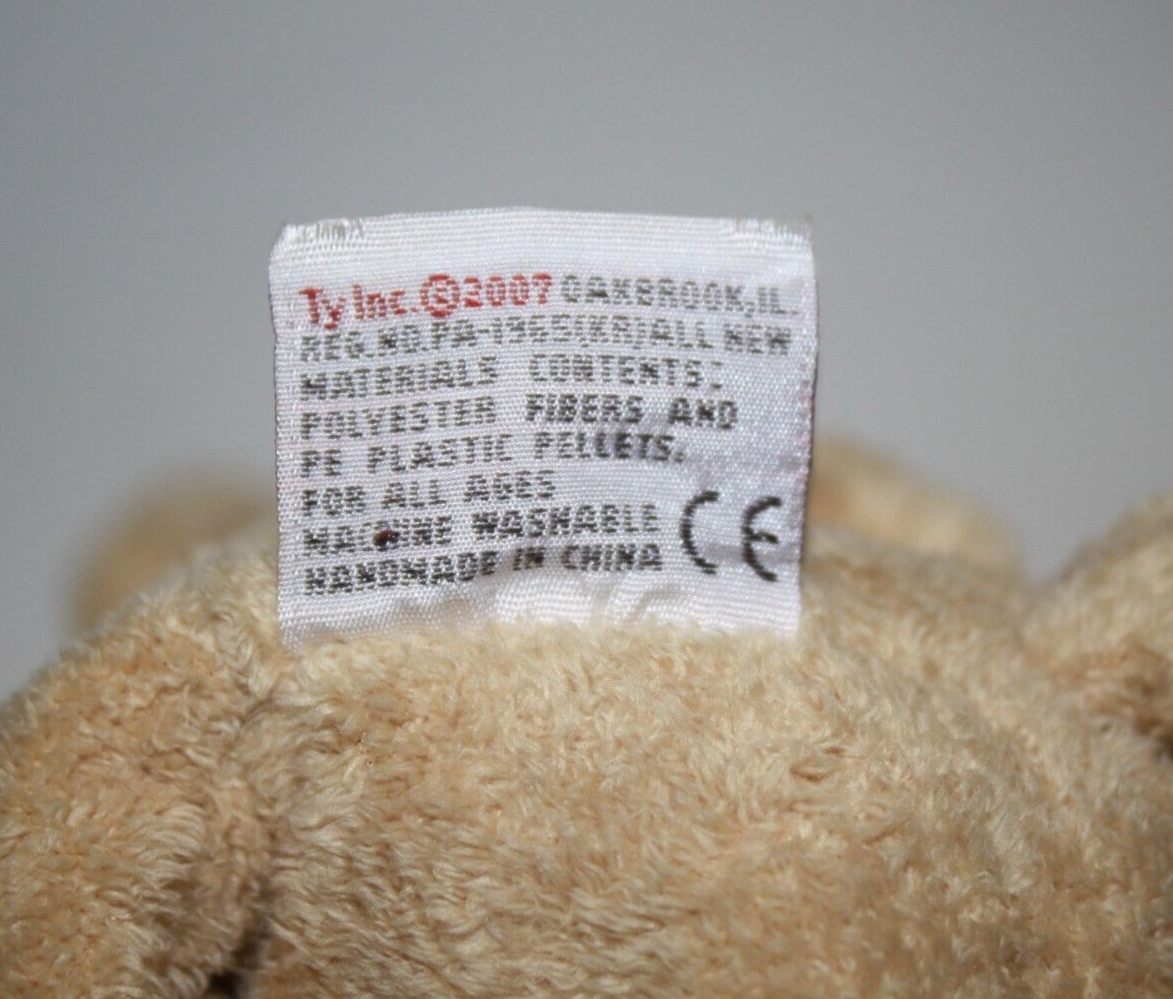 Ty Inc. ©2007 OAKBROOK, IL.
REG.NO.PA-1965(KR)ALL NEW
MATERIALS CONTENTS:
POLYESTER FIBERS AND
PE PLASTIC PELLETS.
FOR ALL AGES
MACHINE WASHABLE
HANDMADE IN CHINA
CE